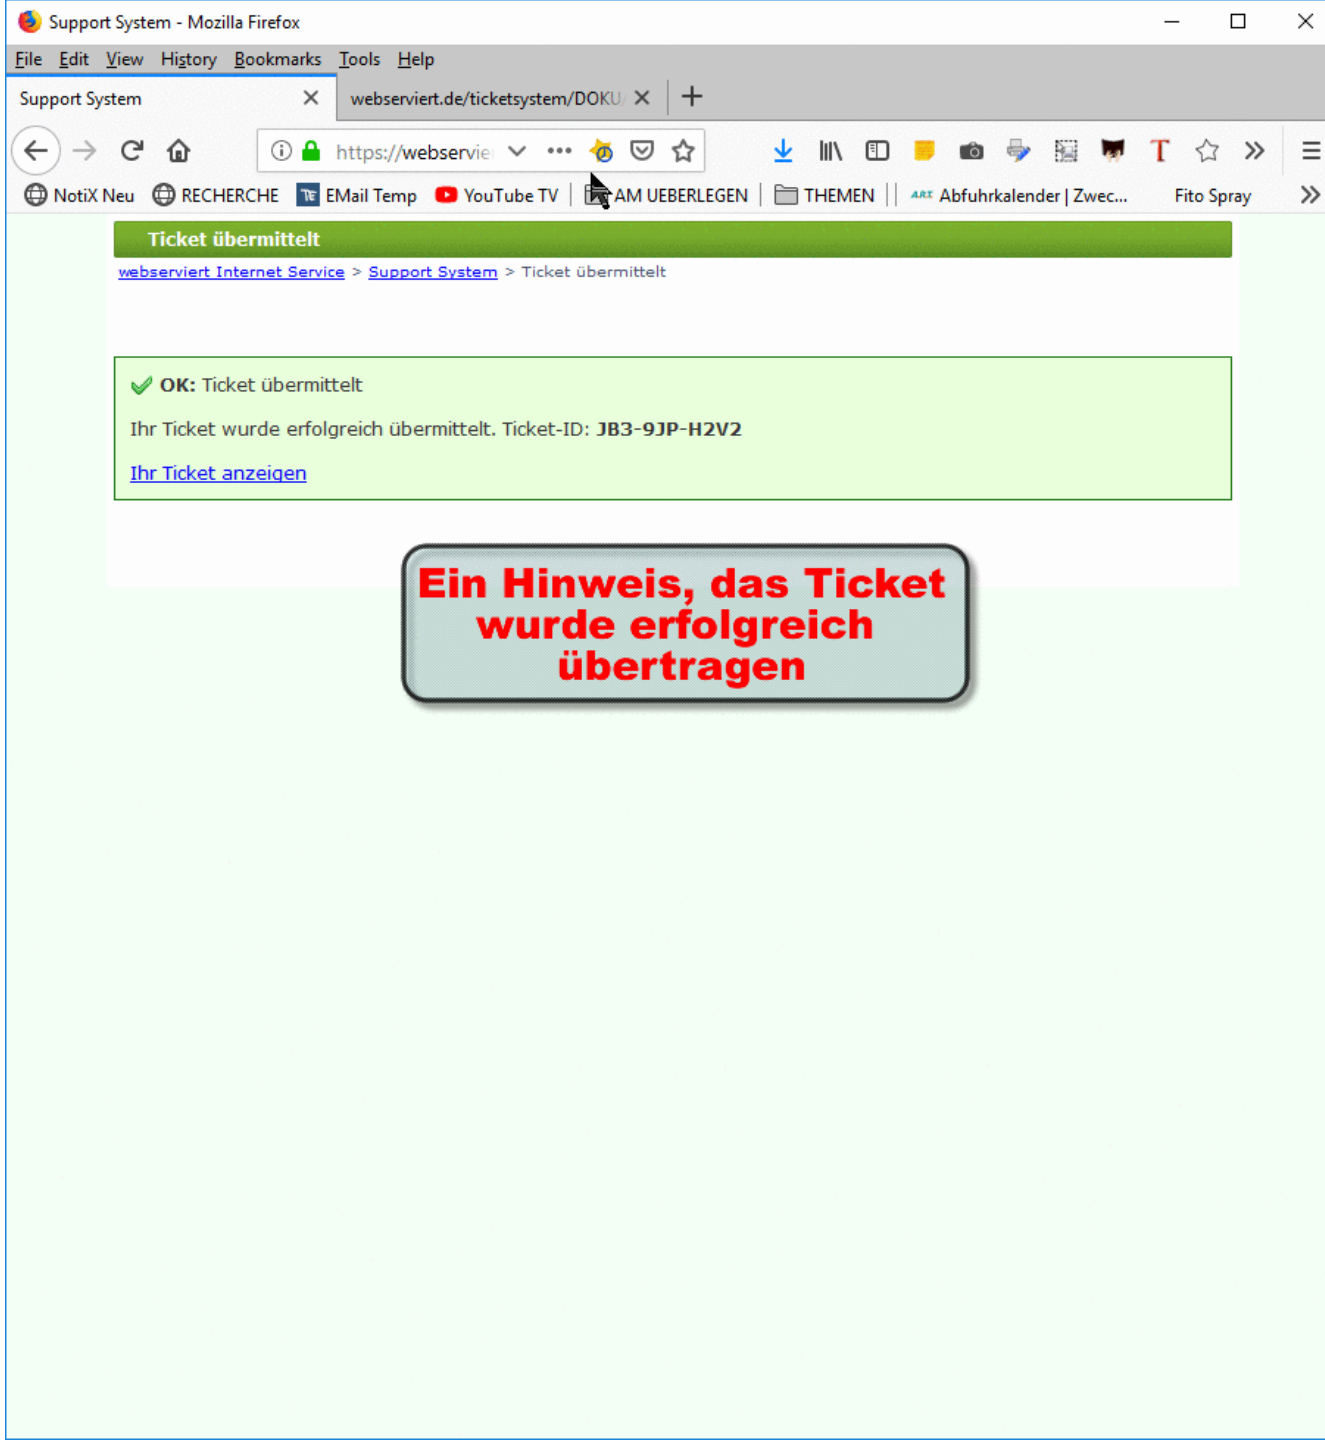 Support System - Mozilla Firefox
File Edit View History Bookmarks Tools Help
Support System webserviert.de/ticketsystem/DOKU
https://webservie
NotiX Neu RECHERCHE TE EMail Temp YouTube TV AM UEBERLEGEN THEMEN ART Abfuhrkalender | Zwec... Fito Spray
Ticket übermittelt
webserviert Internet Service > Support System > Ticket übermittelt
OK: Ticket übermittelt
Ihr Ticket wurde erfolgreich übermittelt. Ticket-ID: JB3-9JP-H2V2
Ihr Ticket anzeigen
Ein Hinweis, das Ticket
wurde erfolgreich
übertragen